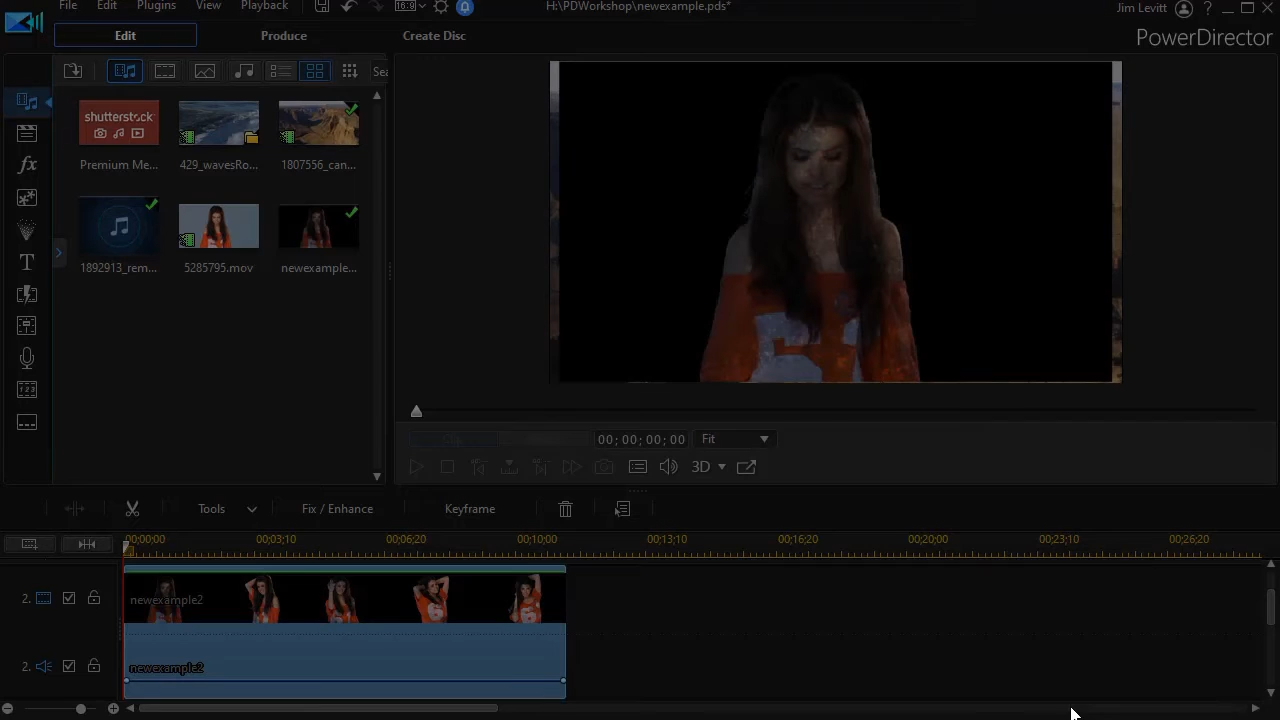 File Edit Plugins View Playback 16:9 H:\PDWorkshop\newexample.pds* Jim Levitt ?
Edit Produce Create Disc PowerDirector
Sea
shutterstock
Premium Me... 429_wavesRo... 1807556_can...
1892913_rem... 5285795.mov newexample...
fx
T
00;00;00;00 Fit
3D
Tools Fix / Enhance Keyframe
00;00;00 00;03;10 00;06;20 00;10;00 00;13;10 00;16;20 00;20;00 00;23;10 00;26;20
2. newexample2
2. newexample2